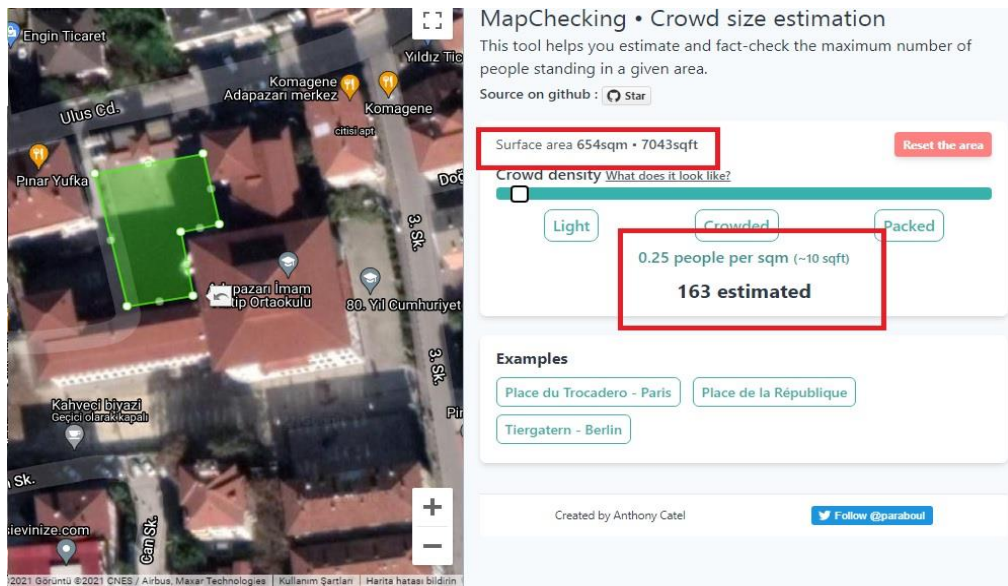 Engin Ticaret
Yıldız Tic
Komagene
Adapazarı merkez
Komagene
Ulus Cd.
citisi apt
Pınar Yufka
Doğ
3. Sk.
Adapazarı İmam
Hatip Ortaokulu
80. Yıl Cumhuriyet
3. Sk.
Kahveci biyazi
Geçici olarak kapalı
Pir
Sk.
Can Sk.
sievinize.com
2021 Görüntü ©2021 CNES / Airbus, Maxar Technologies
Kullanım Şartları
Harita hatası bildirin
MapChecking • Crowd size estimation
This tool helps you estimate and fact-check the maximum number of
people standing in a given area.
Source on github : Star
Surface area 654sqm • 7043sqft
Reset the area
Crowd density What does it look like?
Light
Crowded
Packed
0.25 people per sqm (~10 sqft)
163 estimated
Examples
Place du Trocadero - Paris
Place de la République
Tiergatern - Berlin
Created by Anthony Catel
Follow @paraboul